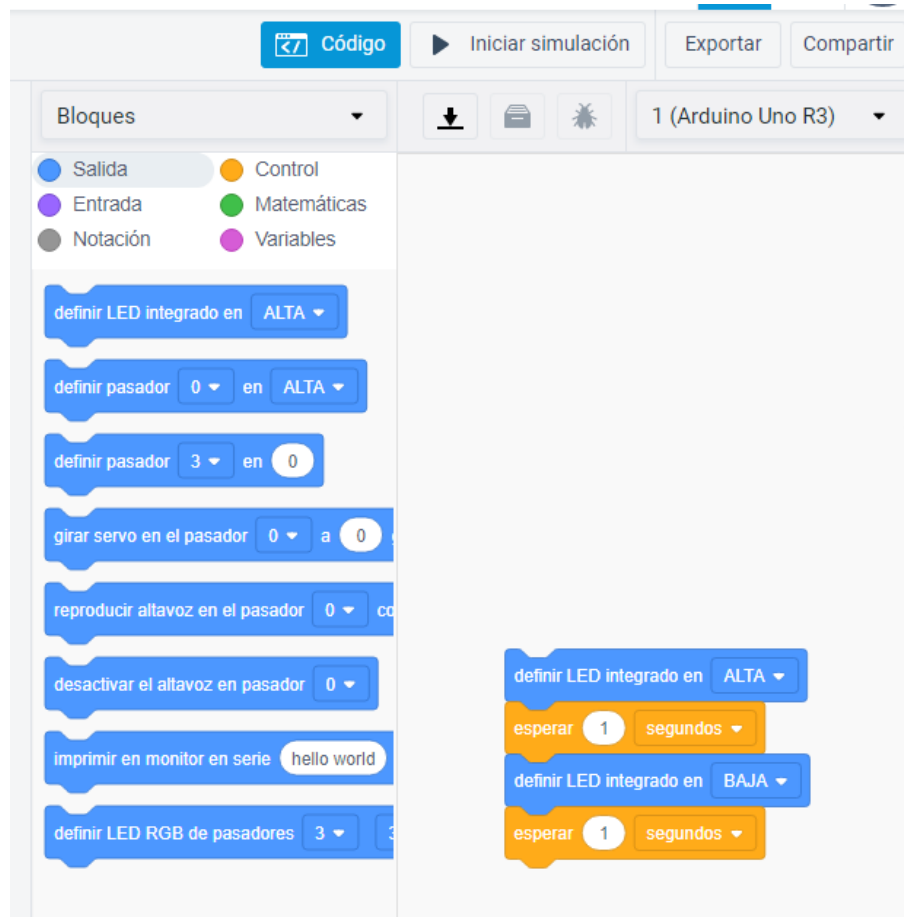 Código Iniciar simulación Exportar Compartir
Bloques 1 (Arduino Uno R3)
Salida Control
Entrada Matemáticas
Notación Variables
definir LED integrado en ALTA
definir pasador 0 en ALTA
definir pasador 3 en 0
girar servo en el pasador 0 a 0
reproducir altavoz en el pasador 0 co
desactivar el altavoz en pasador 0
imprimir en monitor en serie hello world
definir LED RGB de pasadores 3 3
definir LED integrado en ALTA
esperar 1 segundos
definir LED integrado en BAJA
esperar 1 segundos